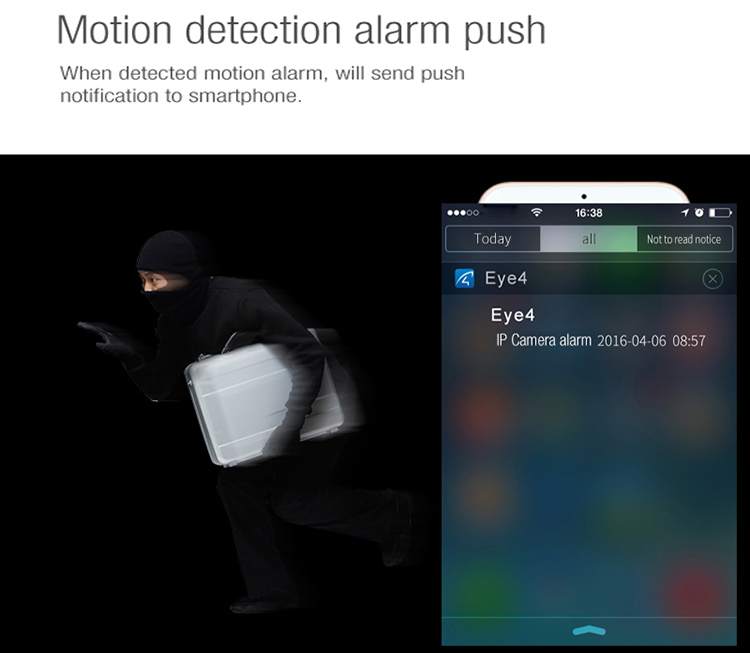 Motion detection alarm push
When detected motion alarm, will send push
notification to smartphone.
16:38
Today all Not to read notice
Eye4
Eye4
IP Camera alarm 2016-04-06 08:57